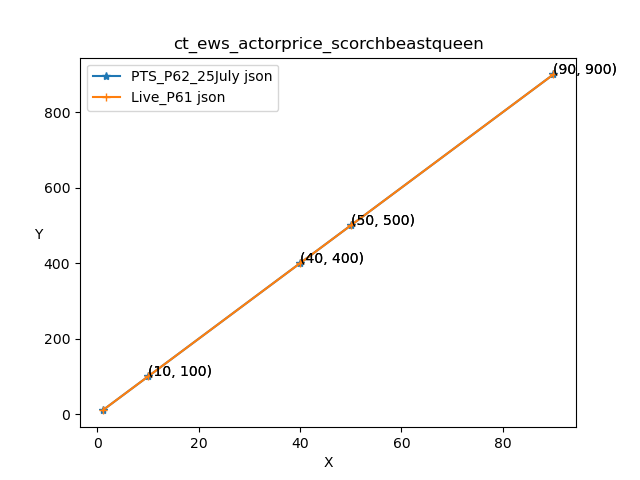 ct_ews_actorprice_scorchbeastqueen
PTS_P62_25July json
Live_P61 json
(90, 900)
(50, 500)
(40, 400)
(10, 100)
800
600
400
200
0
Y
0 20 40 60 80
X